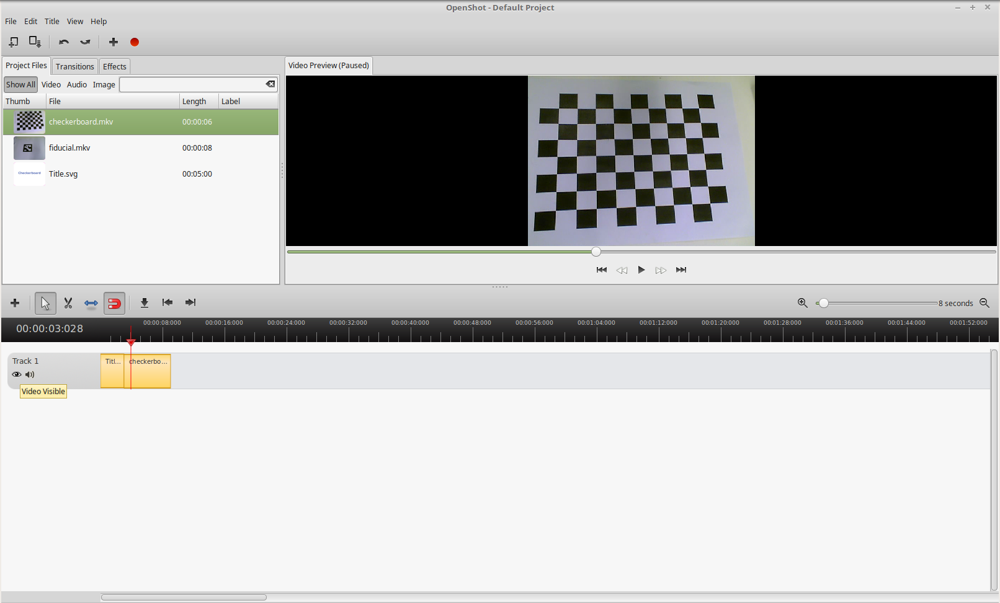 OpenShot - Default Project
File Edit Title View Help
Project Files Transitions Effects
Video Preview (Paused)
Show All Video Audio Image
Thumb File Length Label
checkerboard.mkv 00:00:06
fiducial.mkv 00:00:08
Checkerboard
Title.svg 00:05:00
8 seconds
00:00:03:028
00:00:08:000 00:00:16:000 00:00:24:000 00:00:32:000 00:00:40:000 00:00:48:000 00:00:56:000 00:01:04:000 00:01:12:000 00:01:20:000 00:01:28:000 00:01:36:000 00:01:44:000 00:01:52:000
Track 1
Titl... checkerbo...
Video Visible